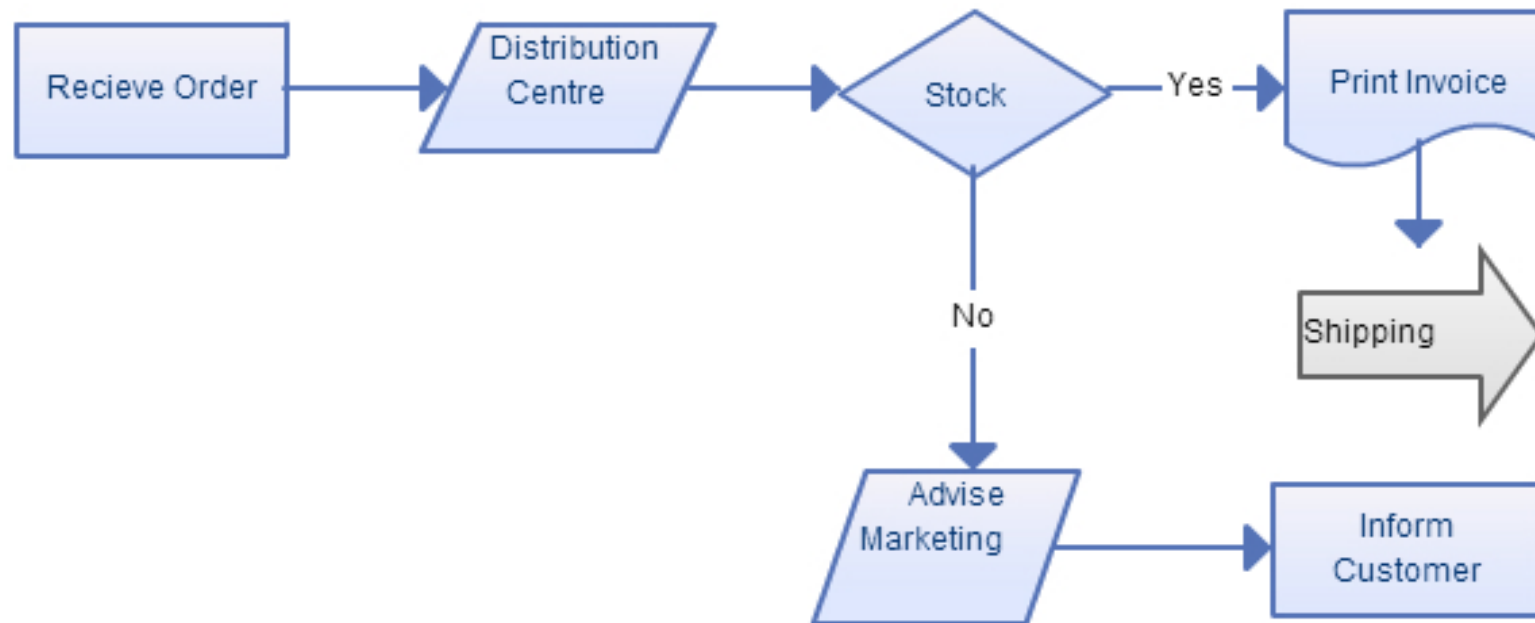 Recieve Order
Distribution
Centre
Stock
Yes
Print Invoice
Shipping
No
Advise
Marketing
Inform
Customer